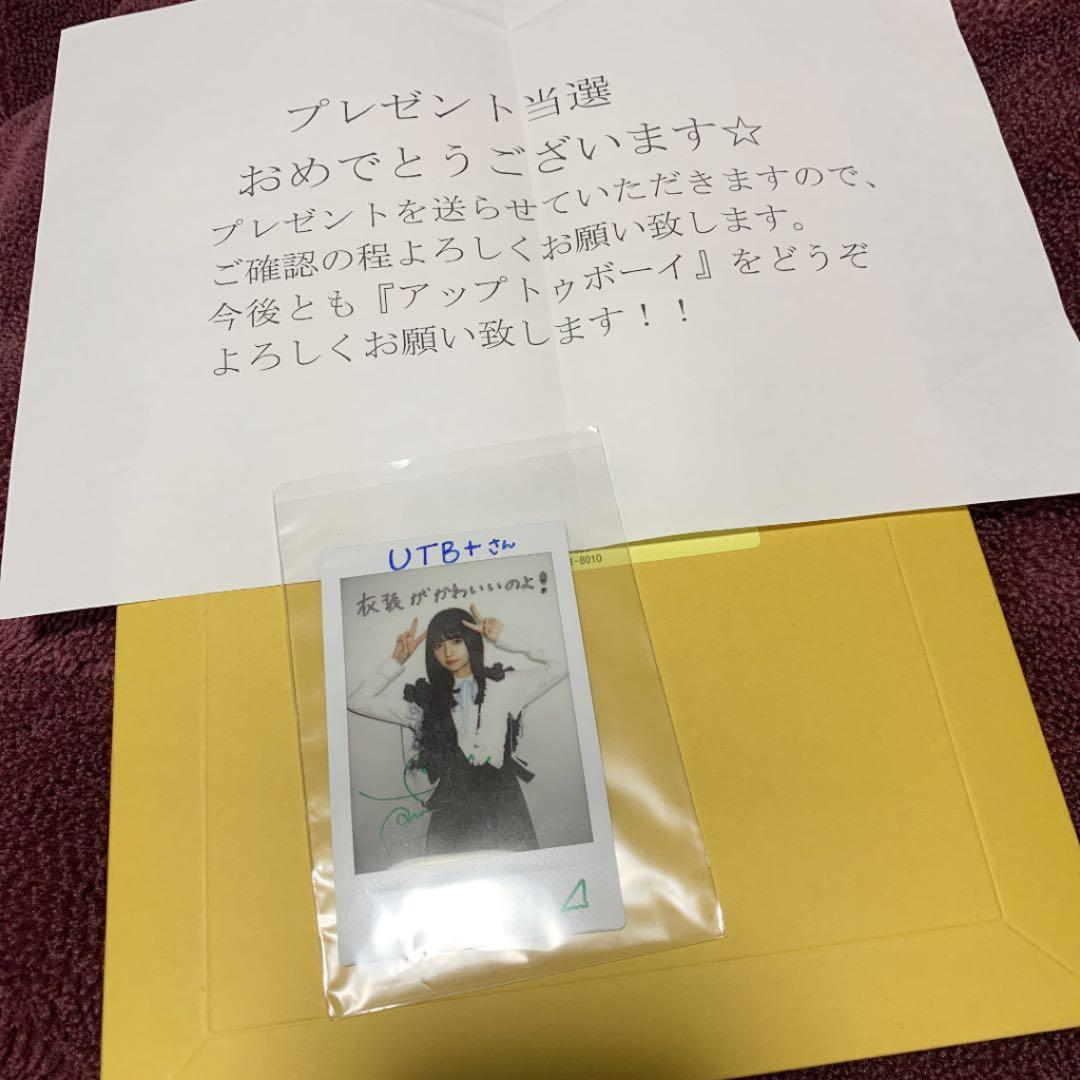 プレゼント当選
おめでとうございます☆
プレゼントを送らせていただきますので、
ご確認の程よろしくお願い致します。
今後とも『アップトゥボーイ』をどうぞ
よろしくお願い致します！！
-8010
UTB+さん
衣装がかわいいのよ!